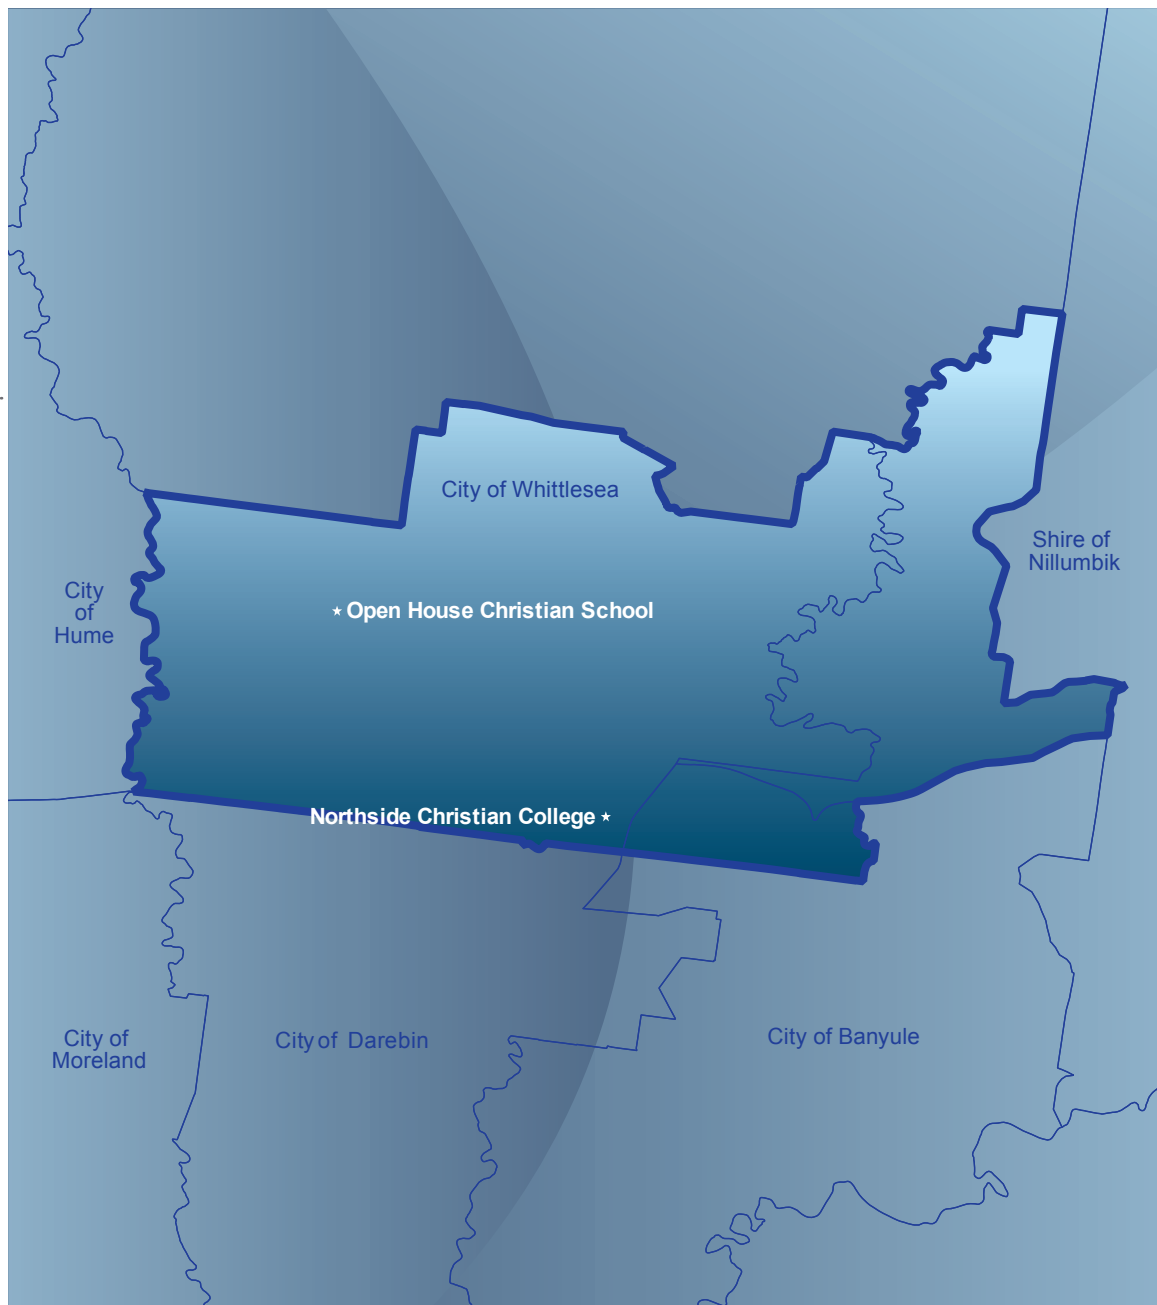 City of Whittlesea
Shire of
Nillumbik
City
of
Hume
Open House Christian School
Northside Christian College
City of
Moreland
City of Darebin
City of Banyule